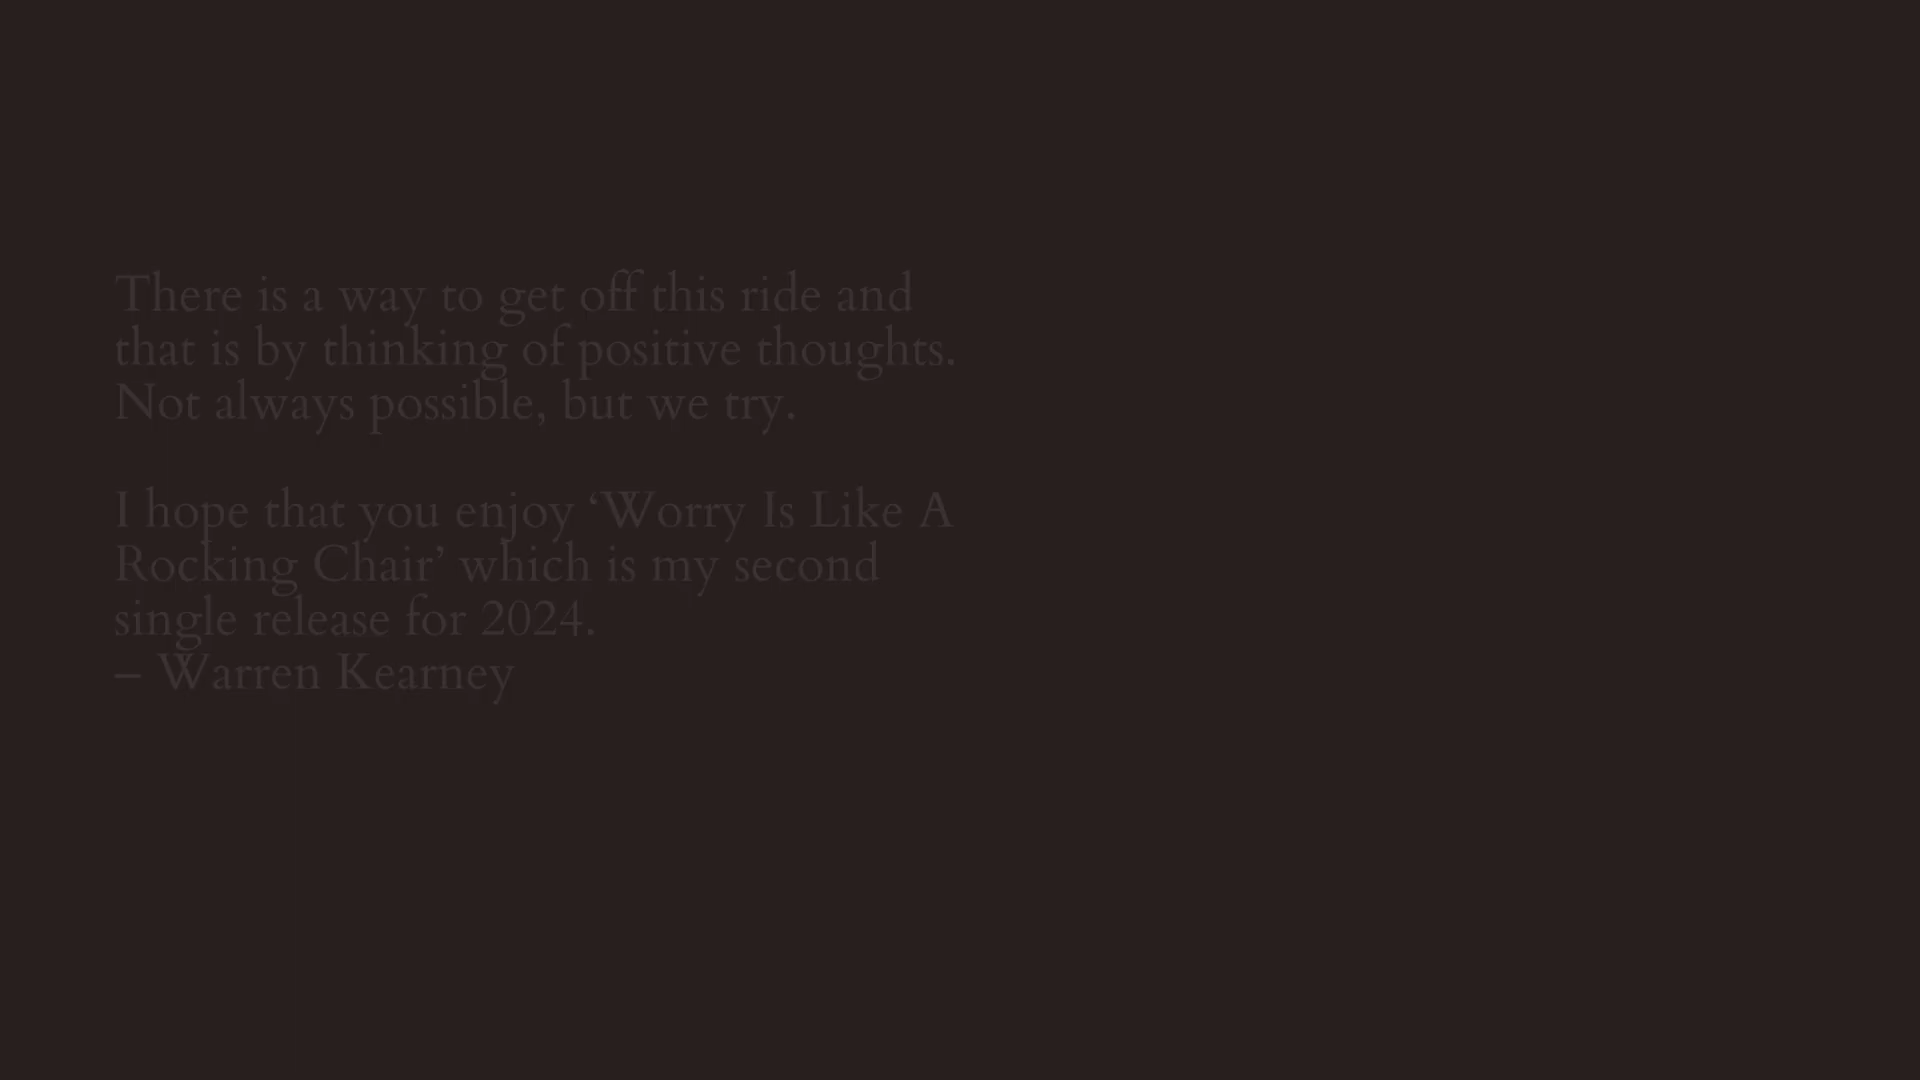 There is a way to get off this ride and
that is by thinking of positive thoughts.
Not always possible, but we try.
I hope that you enjoy ‘Worry Is Like A
Rocking Chair’ which is my second
single release for 2024.
– Warren Kearney